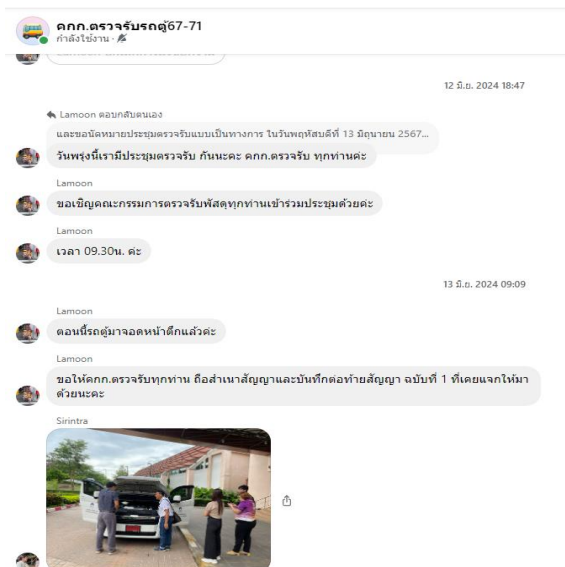 คกก.ตรวจรับรถตู้67-71
กำลังใช้งาน
12 มิ.ย. 2024 18:47
Lamoon ตอบกลับตนเอง
และขอนัดหมายประชุมตรวจรับแบบเป็นทางการ ในวันพฤหัสบดีที่ 13 มิถุนายน 2567...
วันพรุ่งนี้เรามีประชุมตรวจรับ กันนะคะ คกก.ตรวจรับ ทุกท่านค่ะ
Lamoon
ขอเชิญคณะกรรมการตรวจรับพัสดุทุกท่านเข้าร่วมประชุมด้วยค่ะ
Lamoon
เวลา 09.30น. ค่ะ
13 มิ.ย. 2024 09:09
Lamoon
ตอนนี้รถตู้มาจอดหน้าตึกแล้วค่ะ
Lamoon
ขอให้คกก.ตรวจรับทุกท่าน ถือสำเนาสัญญาและบันทึกต่อท้ายสัญญา ฉบับที่ 1 ที่เคยแจกให้มา
ด้วยนะคะ
Sirintra